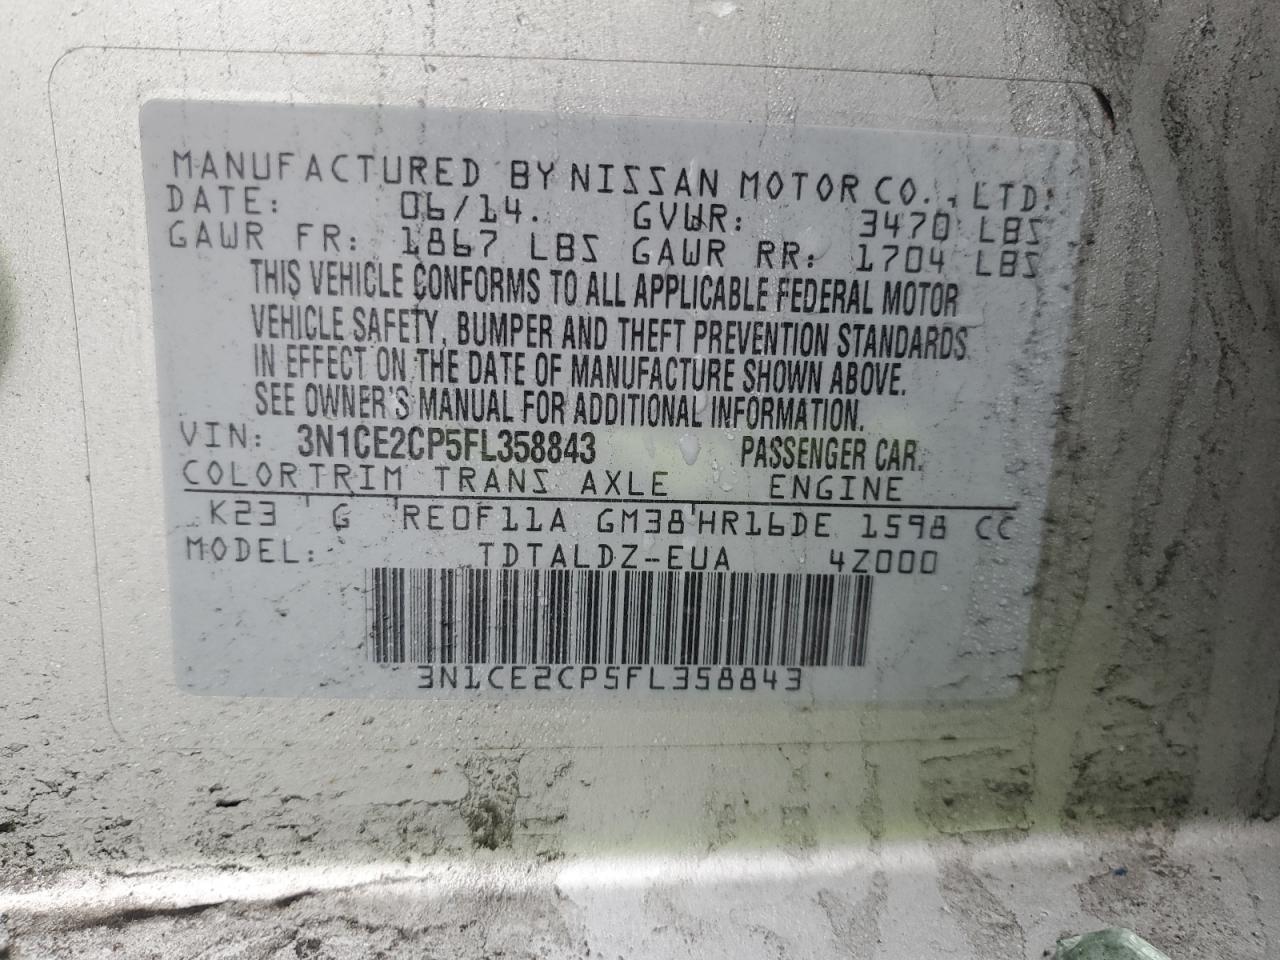 MANUFACTURED BY NISSAN MOTOR CO., LTD.
DATE: 06/14. GVWR: 3470 LBS
GAWR FR: 1867 LBS GAWR RR: 1704 LBS
THIS VEHICLE CONFORMS TO ALL APPLICABLE FEDERAL MOTOR
VEHICLE SAFETY, BUMPER AND THEFT PREVENTION STANDARDS
IN EFFECT ON THE DATE OF MANUFACTURE SHOWN ABOVE.
SEE OWNER'S MANUAL FOR ADDITIONAL INFORMATION.
VIN: 3N1CE2CP5FL358843 PASSENGER CAR.
COLOR TRIM TRANS AXLE ENGINE
K23 ' G ' RE0F11A GM38 ' HR16DE 1598 CC
MODEL: TDTALDZ-EUA 4Z000
3N1CE2CP5FL358843